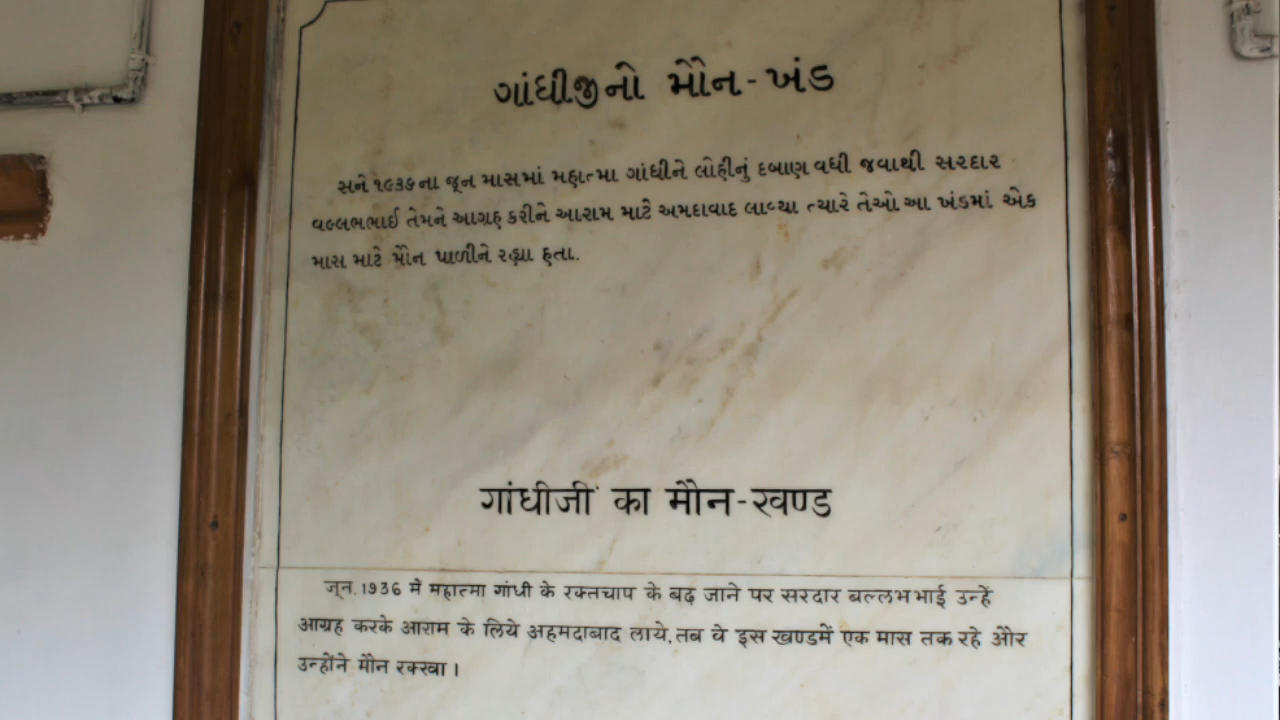 ગાંધીજીનો મૌન-ખંડ
સને ૧૯૩૬ના જૂન માસમાં મહાત્મા ગાંધીને લોહીનું દબાણ વધી જવાથી સરદાર
વલ્લભભાઈ તેમને આગ્રહ કરીને આરામ માટે અમદાવાદ લાવ્યા ત્યારે તેઓ આ ખંડમાં એક
માસ માટે મૌન પાળીને રહ્યા હતા.
गांधीजी का मौन-खण्ड
जून, 1936 में महात्मा गांधी के रक्तचाप के बढ़ जाने पर सरदार बल्लभभाई उन्हें
आग्रह करके आराम के लिये अहमदाबाद लाये, तब वे इस खण्डमें एक मास तक रहे और
उन्होंने मौन रक्खा।